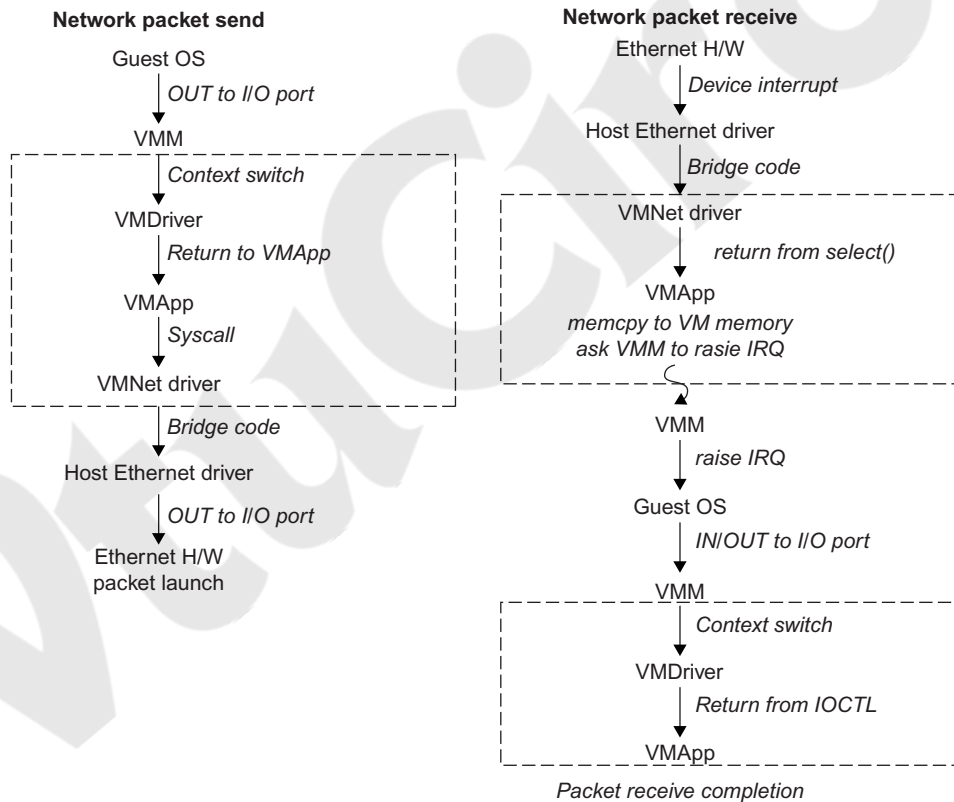 Network packet send
Guest OS
OUT to I/O port
VMM
Context switch
VMDriver
Return to VMApp
VMApp
Syscall
VMNet driver
Bridge code
Host Ethernet driver
OUT to I/O port
Ethernet H/W
packet launch
Network packet receive
Ethernet H/W
Device interrupt
Host Ethernet driver
Bridge code
VMNet driver
return from select()
VMApp
memcpy to VM memory
ask VMM to rasie IRQ
VMM
raise IRQ
Guest OS
IN/OUT to I/O port
VMM
Context switch
VMDriver
Return from IOCTL
VMApp
Packet receive completion